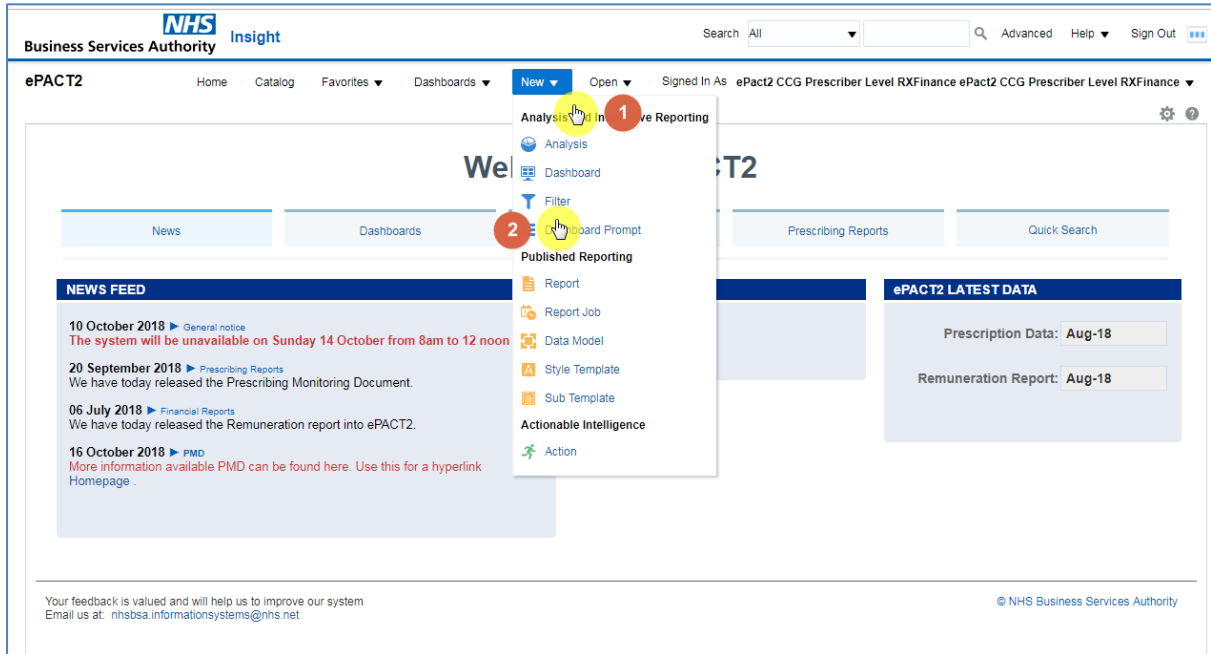 NHS
Business Services Authority
Insight
Search All
Advanced Help Sign Out
ePACT2
Home Catalog Favorites Dashboards New Open Signed In As ePact2 CCG Prescriber Level RXFinance ePact2 CCG Prescriber Level RXFinance
1
Analysis ve Reporting
Analysis
Dashboard
Filter
2
Prompt
Published Reporting
Report
Report Job
Data Model
Style Template
Sub Template
Actionable Intelligence
Action
News Dashboards Prescribing Reports Quick Search
NEWS FEED
10 October 2018 General notice
The system will be unavailable on Sunday 14 October from 8am to 12 noon
20 September 2018 Prescribing Reports
We have today released the Prescribing Monitoring Document.
06 July 2018 Financial Reports
We have today released the Remuneration report into ePACT2.
16 October 2018 PMD
More information available PMD can be found here. Use this for a hyperlink
Homepage .
ePACT2 LATEST DATA
Prescription Data: Aug-18
Remuneration Report: Aug-18
Your feedback is valued and will help us to improve our system
Email us at: nhsbsa.informationsystems@nhs.net
© NHS Business Services Authority